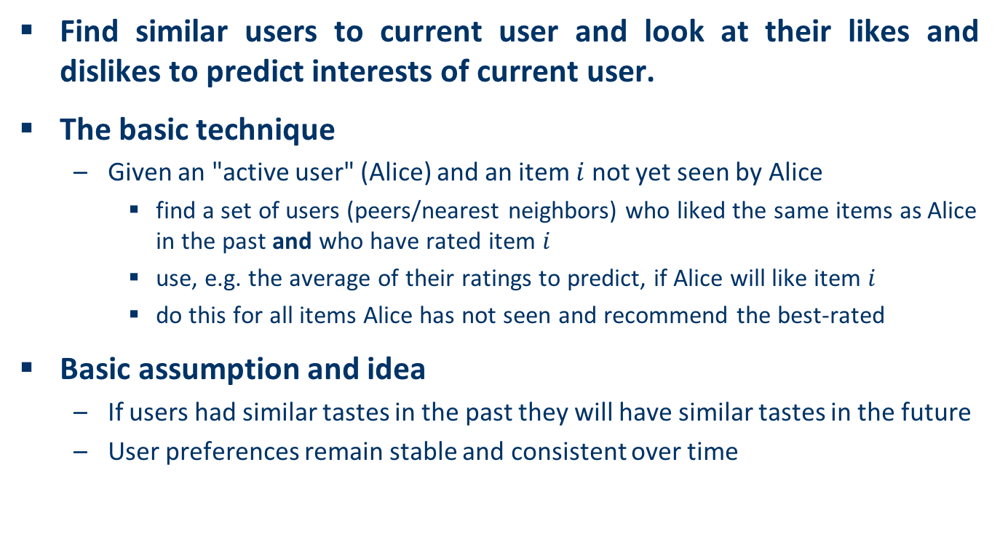 ▪ Find similar users to current user and look at their likes and
dislikes to predict interests of current user.
▪ The basic technique
– Given an "active user" (Alice) and an item i not yet seen by Alice
▪ find a set of users (peers/nearest neighbors) who liked the same items as Alice
in the past and who have rated item i
▪ use, e.g. the average of their ratings to predict, if Alice will like item i
▪ do this for all items Alice has not seen and recommend the best-rated
▪ Basic assumption and idea
– If users had similar tastes in the past they will have similar tastes in the future
– User preferences remain stable and consistent over time